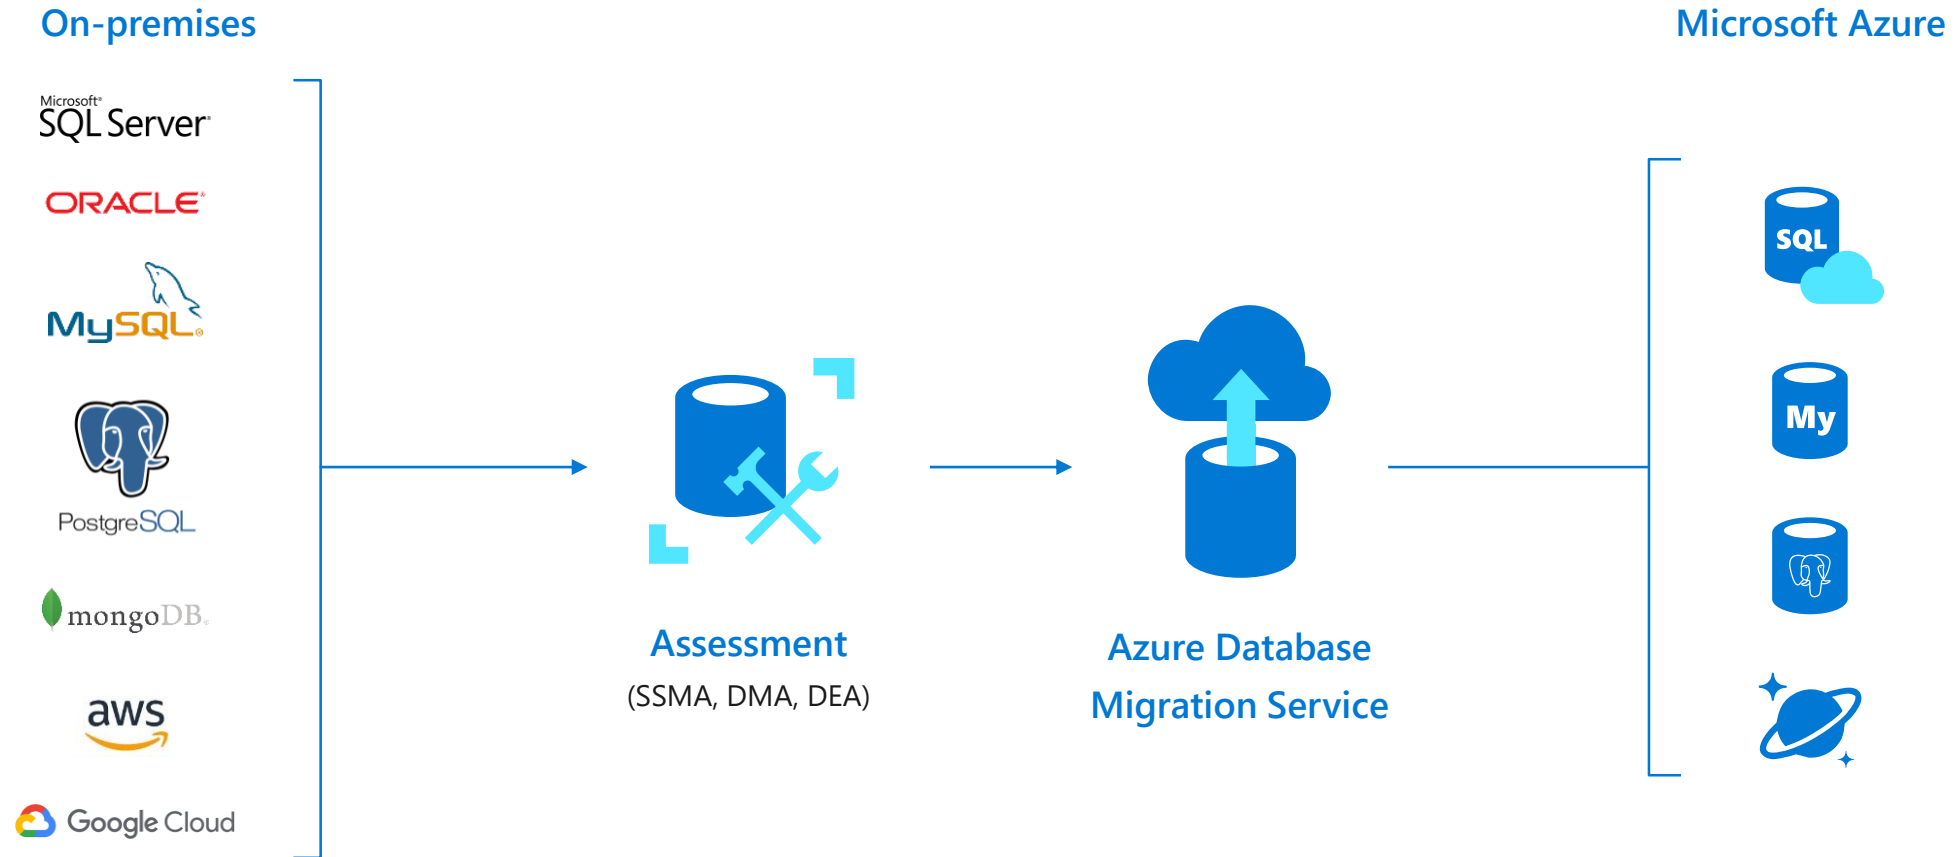 On-premises
Microsoft Azure
Microsoft®
SQL Server®
ORACLE®
MySQL®
PostgreSQL
mongoDB®
aws
Google Cloud
Assessment
(SSMA, DMA, DEA)
Azure Database
Migration Service
SQL
My